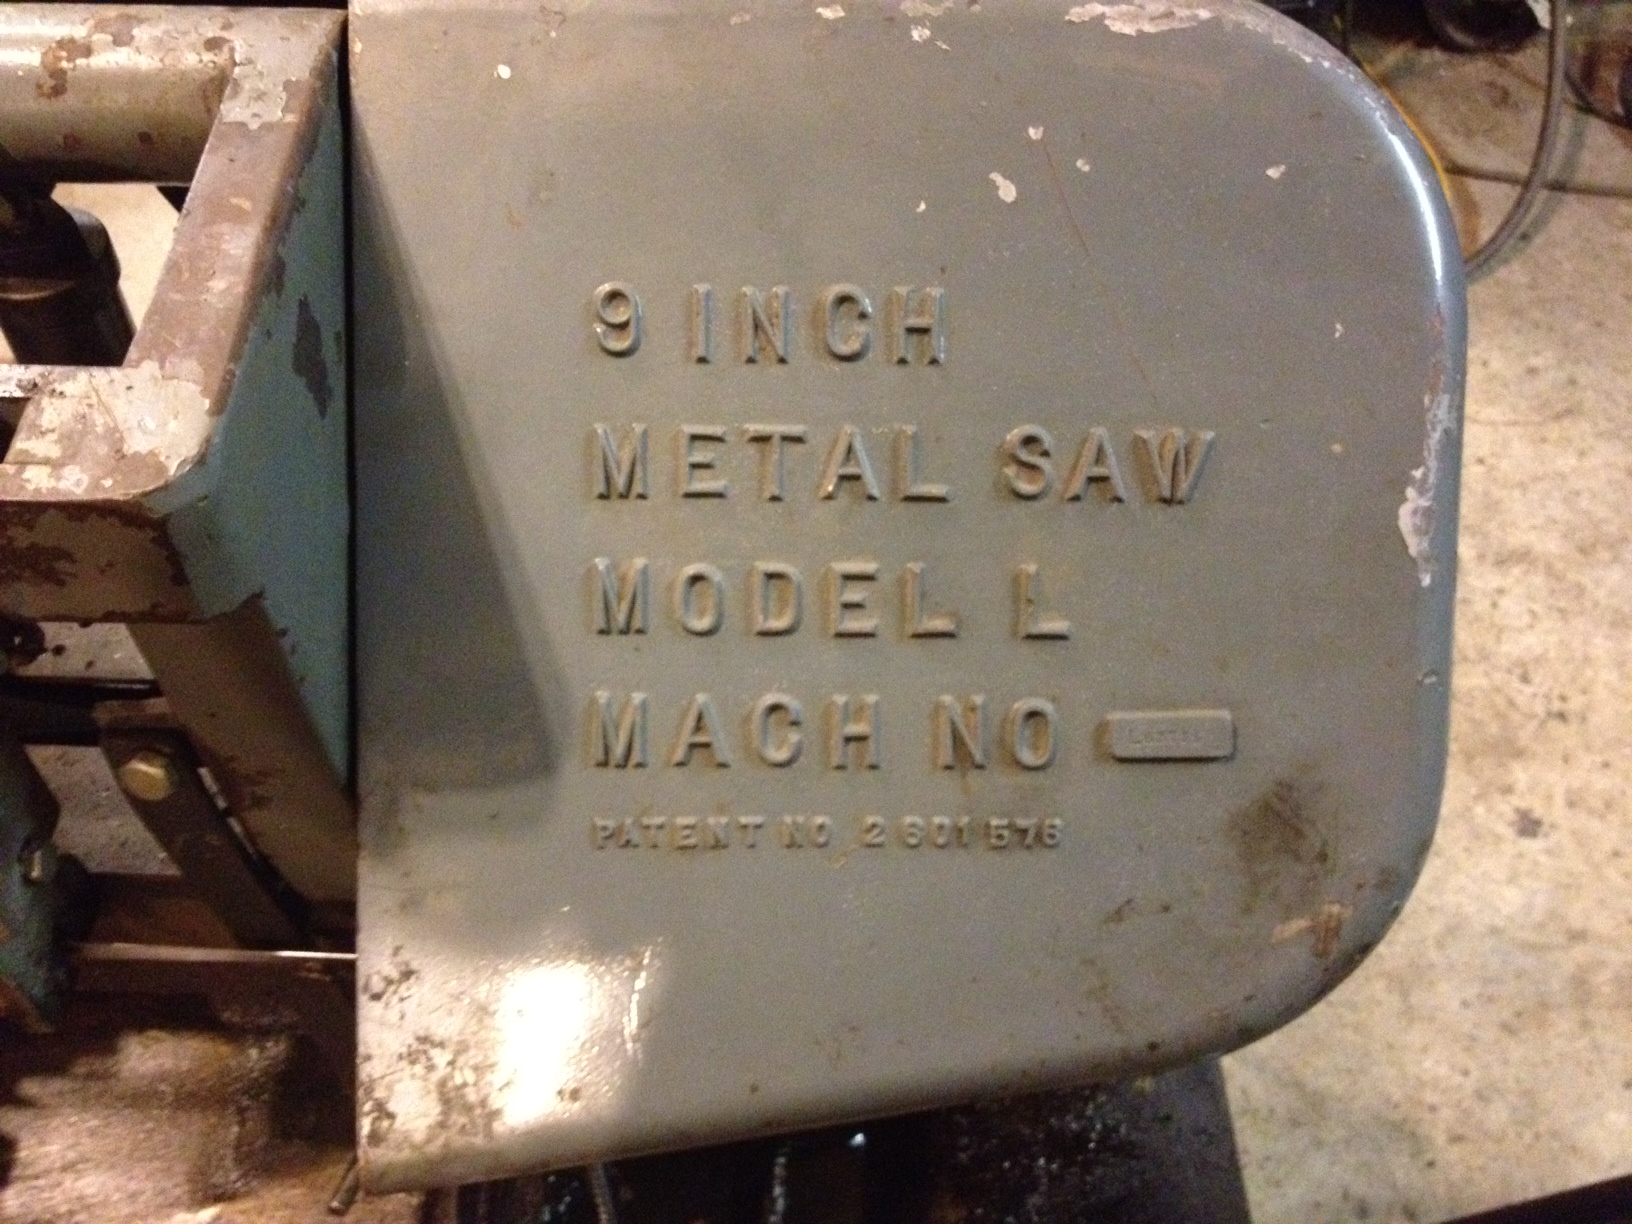 9 INCH
METAL SAW
MODEL L
MACH NO
PATENT NO 2 601 576